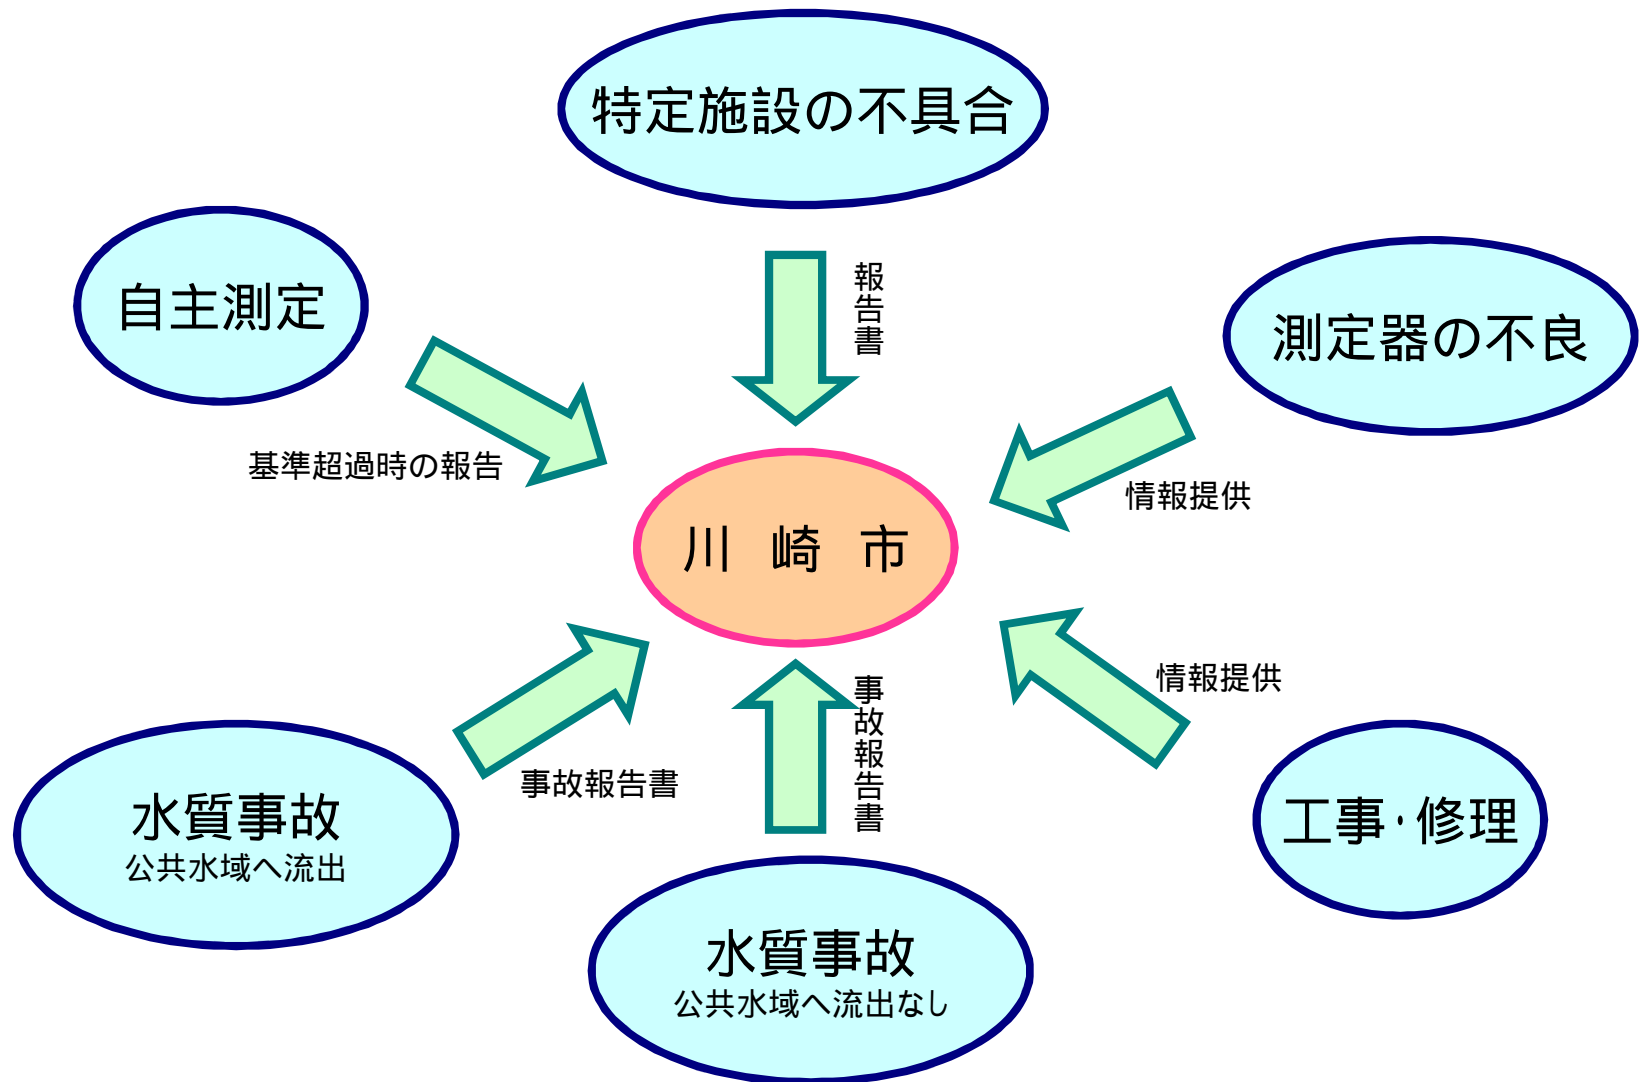 特定施設の不具合
自主測定
報告書
測定器の不良
基準超過時の報告
情報提供
川 崎 市
情報提供
事故報告書
事故報告書
水質事故
公共水域へ流出
工事・修理
水質事故
公共水域へ流出なし